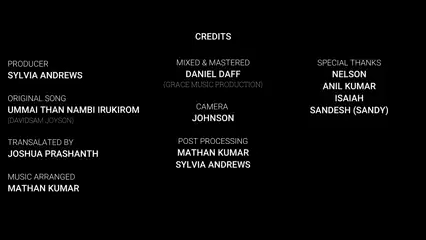 CREDITS
PRODUCER
SYLVIA ANDREWS
ORIGINAL SONG
UMMAI THAN NAMBI IRUKIROM
(DAVIDSAM JOYSON)
TRANSALATED BY
JOSHUA PRASHANTH
MUSIC ARRANGED
MATHAN KUMAR
MIXED & MASTERED
DANIEL DAFF
(GRACE MUSIC PRODUCTION)
CAMERA
JOHNSON
POST PROCESSING
MATHAN KUMAR
SYLVIA ANDREWS
SPECIAL THANKS
NELSON
ANIL KUMAR
ISAIAH
SANDESH (SANDY)